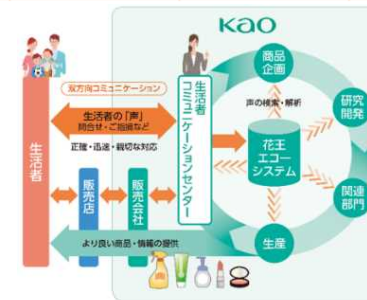 Kao
双方向コミュニケーション
生活者の「声」
問合せ・ご指摘など
正確・迅速・親切な対応
生活者
販売店
販売会社
生活者
コミュニケーションセンター
商品
企画
声の検索・解析
研究
開発
花王
エコー
システム
関連
部門
生産
より良い商品・情報の提供